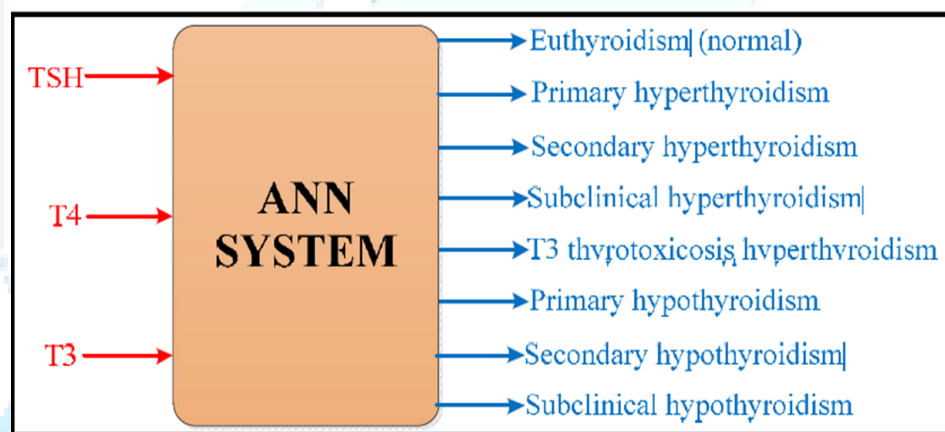 TSH
T4
T3
ANN
SYSTEM
Euthyroidism| (normal)
Primary hyperthyroidism
Secondary hyperthyroidism
Subclinical hyperthyroidism|
T3 thyrotoxicosis, hyperthyroidism
Primary hypothyroidism
Secondary hypothyroidism|
Subclinical hypothyroidism